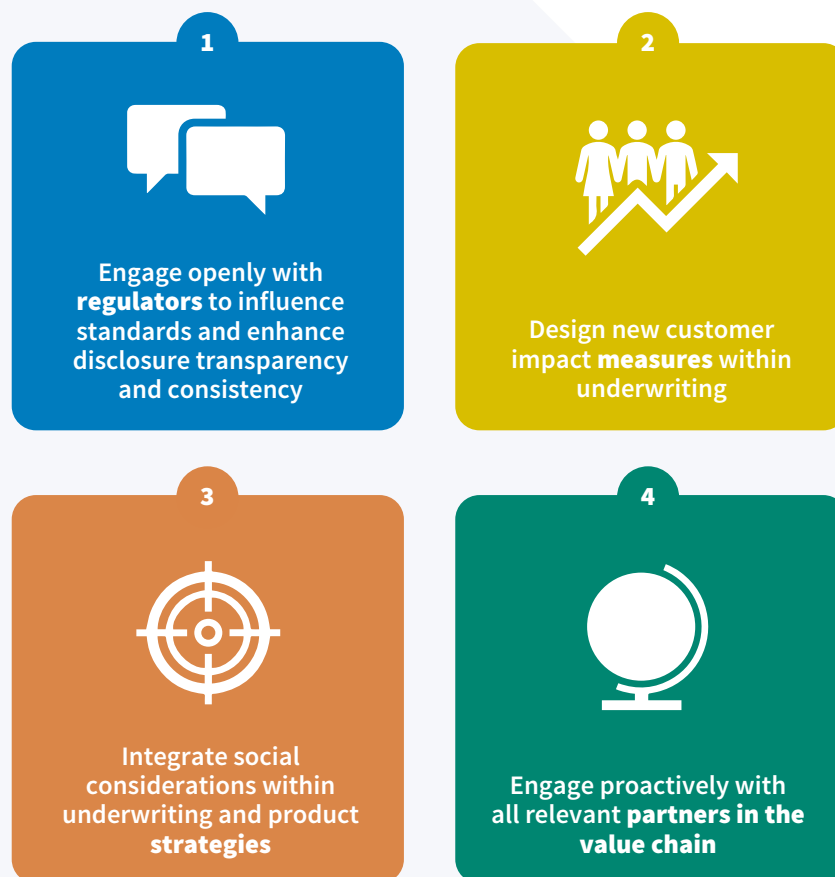 1
Engage openly with
regulators to influence
standards and enhance
disclosure transparency
and consistency
2
Design new customer
impact measures within
underwriting
3
Integrate social
considerations within
underwriting and product
strategies
4
Engage proactively with
all relevant partners in the
value chain